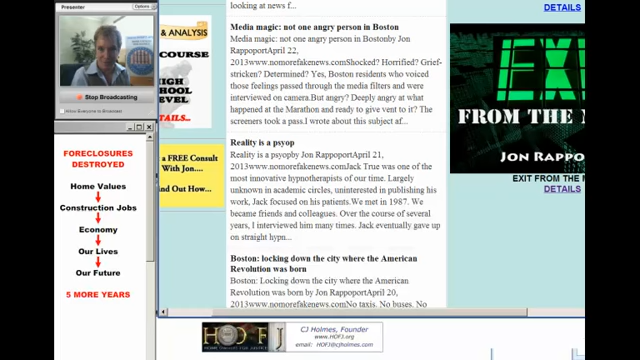 Presenter
Options
Stop Broadcasting
Allow Everyone to Broadcast
FORECLOSURES
DESTROYED
Home Values
Construction Jobs
Economy
Our Lives
Our Future
5 MORE YEARS
& ANALYSIS
COURSE
HIGH
SCHOOL
LEVEL
a FREE Consult
With Jon....
ind Out How...
looking at news f...
Media magic: not one angry person in Boston
Media magic: not one angry person in Bostonby Jon
RappoportApril 22,
2013www.nomorefakenews.comShocked? Horrified? Grief-
stricken? Determined? Yes, Boston residents who voiced
those feelings passed through the media filters and were
interviewed on camera.But angry? Deeply angry at what
happened at the Marathon and ready to give vent to it? The
screeners took a pass.I wrote about this subject af...
Reality is a psyop
Reality is a psyopby Jon RappoportApril 21,
2013www.nomorefakenews.comJack True was one of the
most innovative hypnotherapists of our time. Largely
unknown in academic circles, uninterested in publishing his
work, Jack focused on his patients.We met in 1987. We
became friends and colleagues. Over the course of several
years, I interviewed him many times. Jack eventually gave up
on straight hypn...
Boston: locking down the city where the American
Revolution was born
Boston: Locking down the city where the American
Revolution was born by Jon RappoportApril 20,
2013www.nomorefakenews.comNo taxis. No buses. No
DETAILS
EXI
FROM THE M
JON RAPPO
EXIT FROM THE M
DETAILS
HOFJ
CJ Holmes, Founder
www.HOFJ.com
email: HOFJ@cjholmes.com